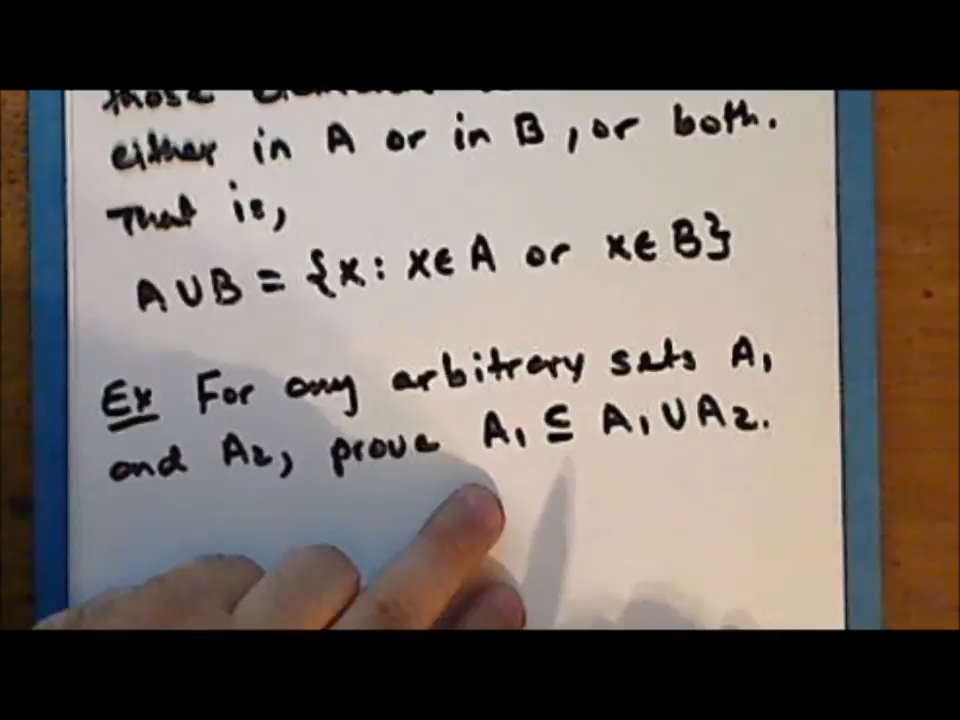 those
either in A or in B, or both.
That is,
A∪B = {x: x∈A or x∈B}
Ex For any arbitrary sets A₁
and A₂, prove A₁ ⊆ A₁∪A₂.